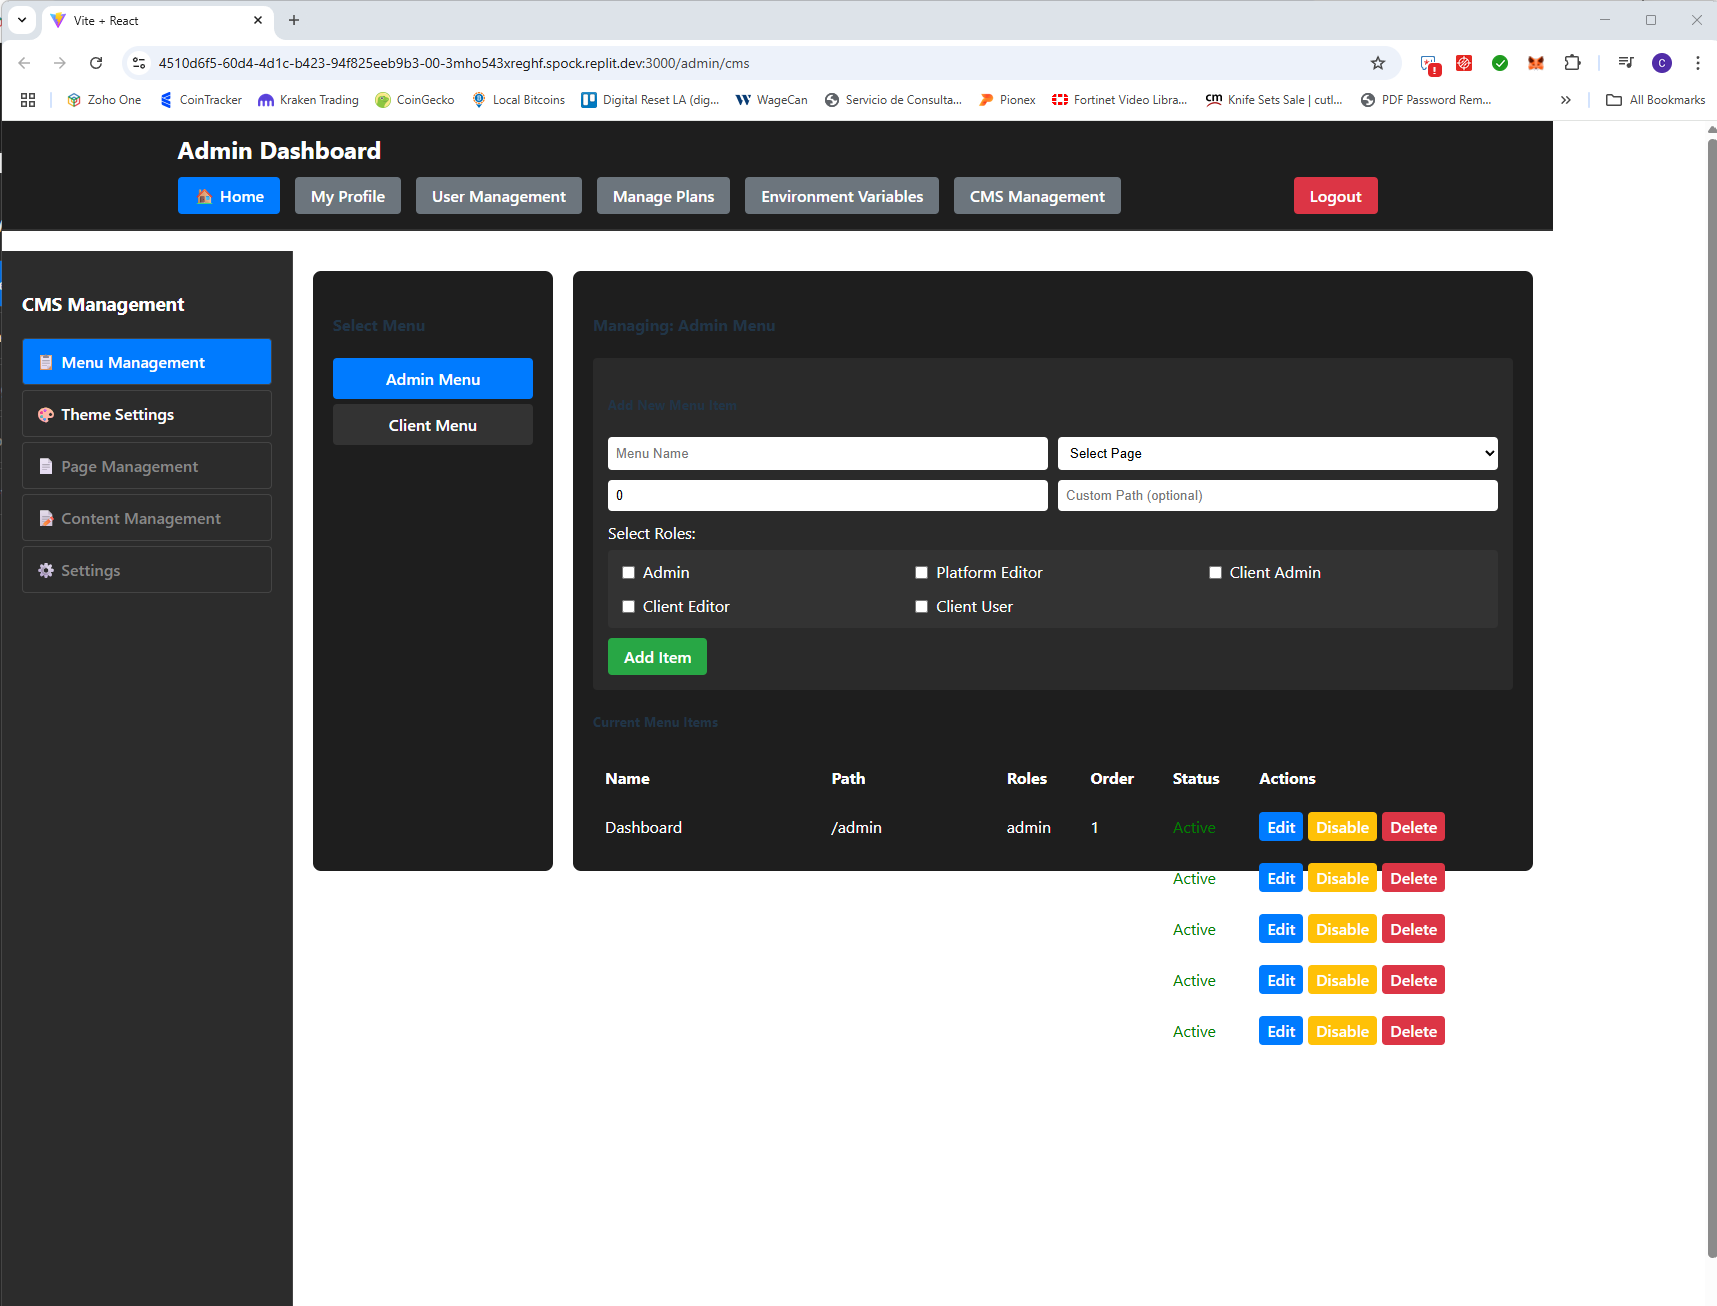 Vite + React
4510d6f5-60d4-4d1c-b423-94f825eeb9b3-00-3mho543xreghf.spock.replit.dev:3000/admin/cms
Zoho One CoinTracker Kraken Trading CoinGecko Local Bitcoins Digital Reset LA (dig... WageCan Servicio de Consulta... Pionex Fortinet Video Libra... cm Knife Sets Sale | cutl... PDF Password Rem... » All Bookmarks
Admin Dashboard
Home My Profile User Management Manage Plans Environment Variables CMS Management Logout
CMS Management
Menu Management
Theme Settings
Page Management
Content Management
Settings
Select Menu
Admin Menu
Client Menu
Managing: Admin Menu
Add New Menu Item
Menu Name Select Page
0 Custom Path (optional)
Select Roles:
Admin Platform Editor Client Admin
Client Editor Client User
Add Item
Current Menu Items
Name Path Roles Order Status Actions
Dashboard /admin admin 1 Active Edit Disable Delete
Active Edit Disable Delete
Active Edit Disable Delete
Active Edit Disable Delete
Active Edit Disable Delete